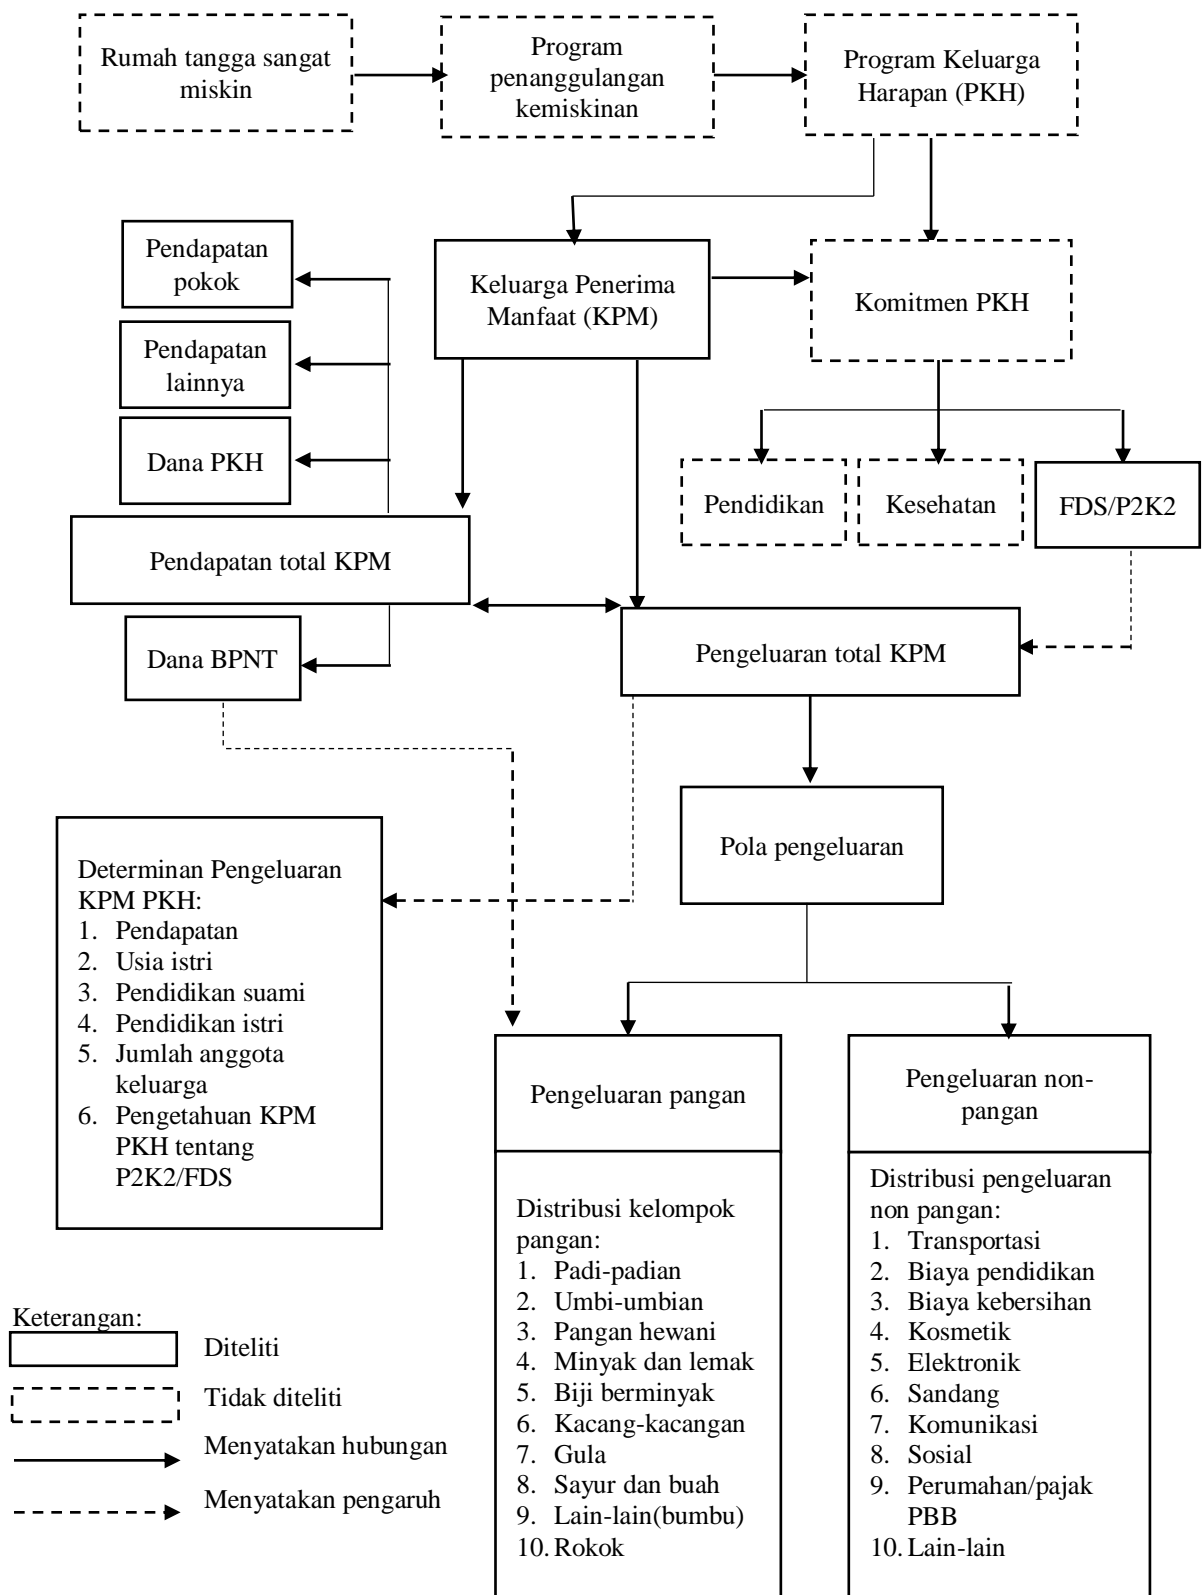 Rumah tangga sangat
miskin
Program
penanggulangan
kemiskinan
Program Keluarga
Harapan (PKH)
Pendapatan
pokok
Keluarga Penerima
Manfaat (KPM)
Komitmen PKH
Pendapatan
lainnya
Dana PKH
Pendidikan
Kesehatan
FDS/P2K2
Pendapatan total KPM
Dana BPNT
Pengeluaran total KPM
Pola pengeluaran
Determinan Pengeluaran
KPM PKH:
1. Pendapatan
2. Usia istri
3. Pendidikan suami
4. Pendidikan istri
5. Jumlah anggota
keluarga
6. Pengetahuan KPM
PKH tentang
P2K2/FDS
Pengeluaran pangan
Pengeluaran non-
pangan
Distribusi kelompok
pangan:
1. Padi-padian
2. Umbi-umbian
3. Pangan hewani
4. Minyak dan lemak
5. Biji berminyak
6. Kacang-kacangan
7. Gula
8. Sayur dan buah
9. Lain-lain(bumbu)
10. Rokok
Distribusi pengeluaran
non pangan:
1. Transportasi
2. Biaya pendidikan
3. Biaya kebersihan
4. Kosmetik
5. Elektronik
6. Sandang
7. Komunikasi
8. Sosial
9. Perumahan/pajak
PBB
10. Lain-lain
Keterangan:
Diteliti
Tidak diteliti
Menyatakan hubungan
Menyatakan pengaruh